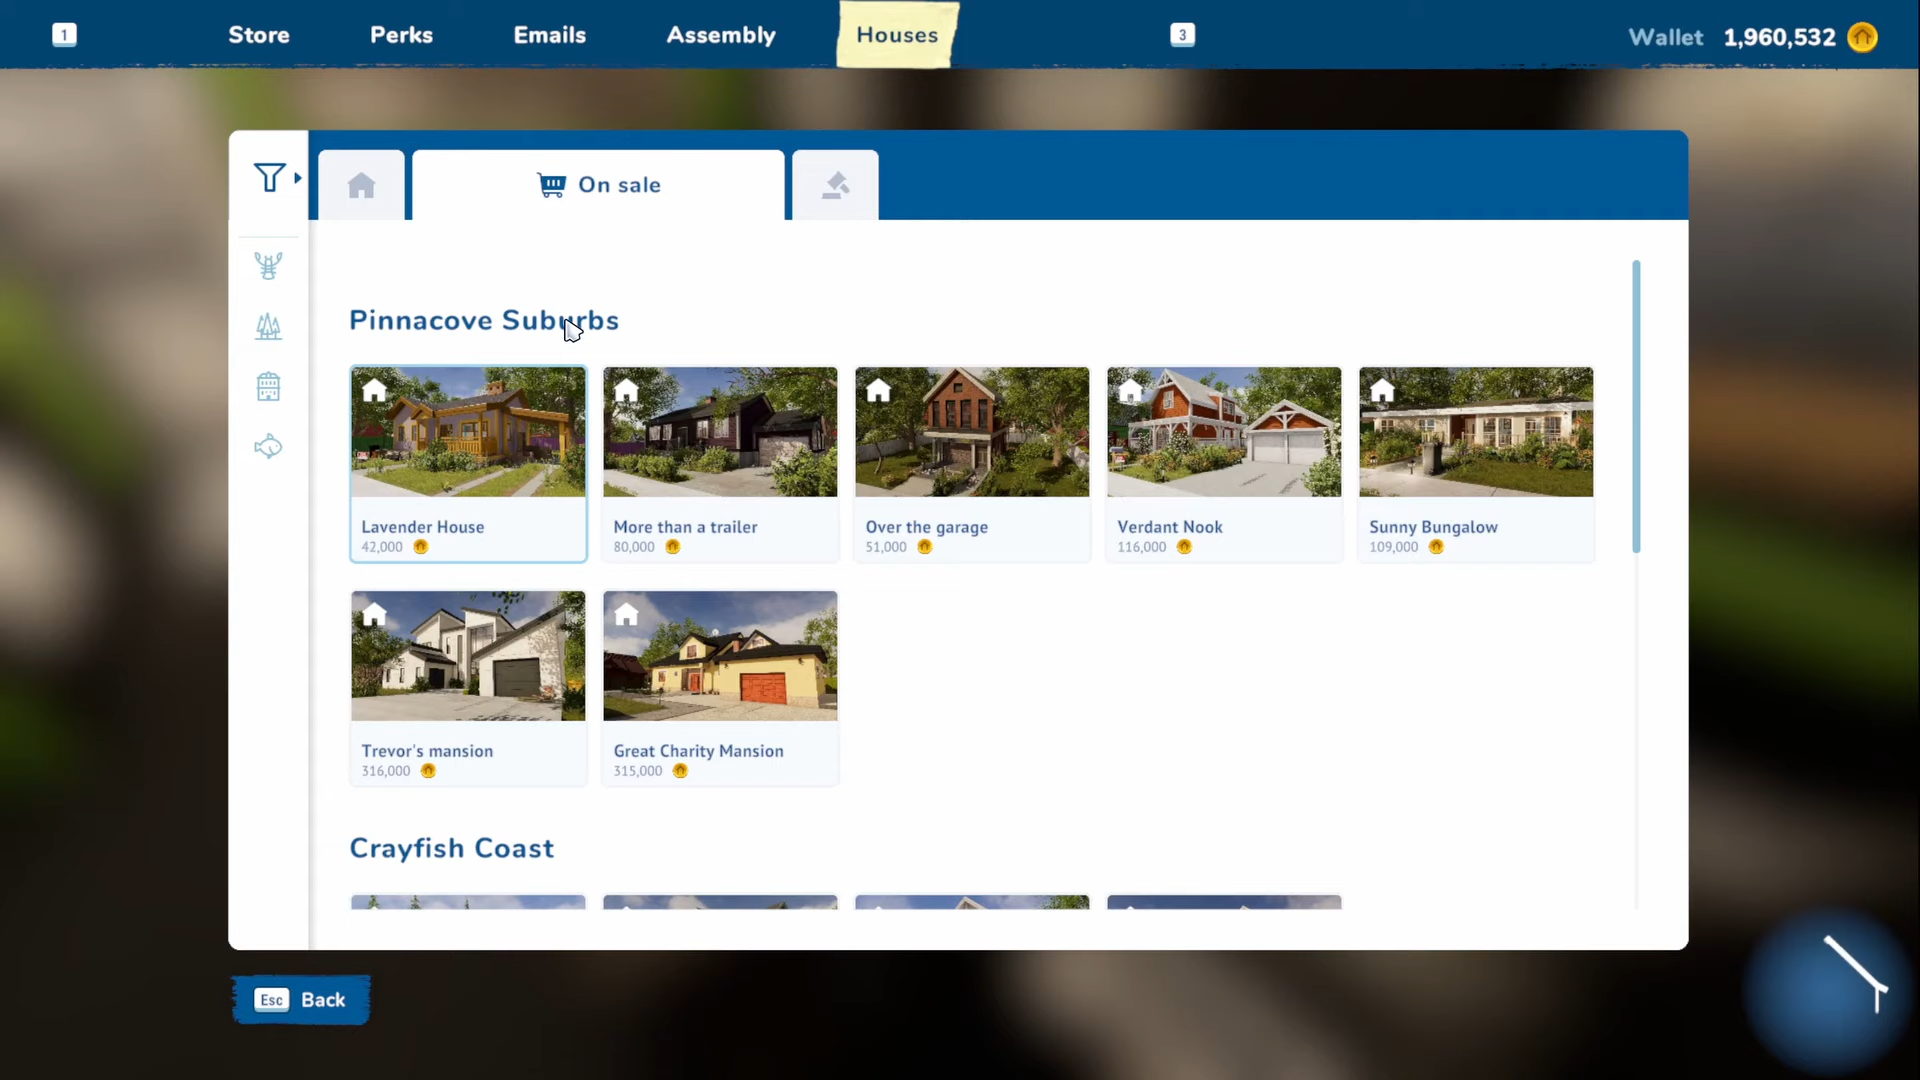 1 Store Perks Emails Assembly Houses 3 Wallet 1,960,532
On sale
Pinnacove Suburbs
Lavender House More than a trailer Over the garage Verdant Nook Sunny Bungalow
42,000 80,000 51,000 116,000 109,000
Trevor's mansion Great Charity Mansion
316,000 315,000
Crayfish Coast
Esc Back